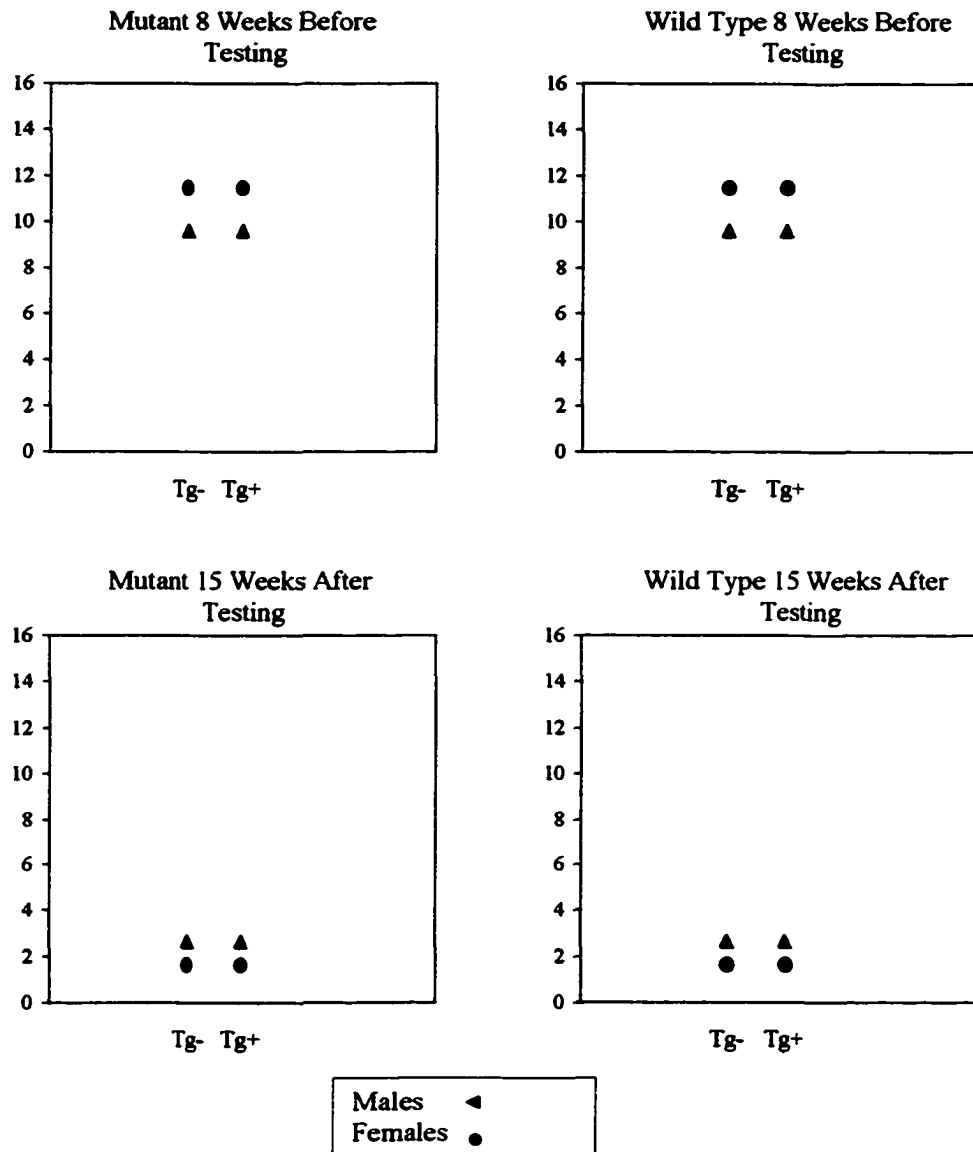 Mutant 8 Weeks Before
Testing
16
14
12
10
8
6
4
2
0
Tg- Tg+
Wild Type 8 Weeks Before
Testing
16
14
12
10
8
6
4
2
0
Tg- Tg+
Mutant 15 Weeks After
Testing
16
14
12
10
8
6
4
2
0
Tg- Tg+
Wild Type 15 Weeks After
Testing
16
14
12
10
8
6
4
2
0
Tg- Tg+
Males
Females